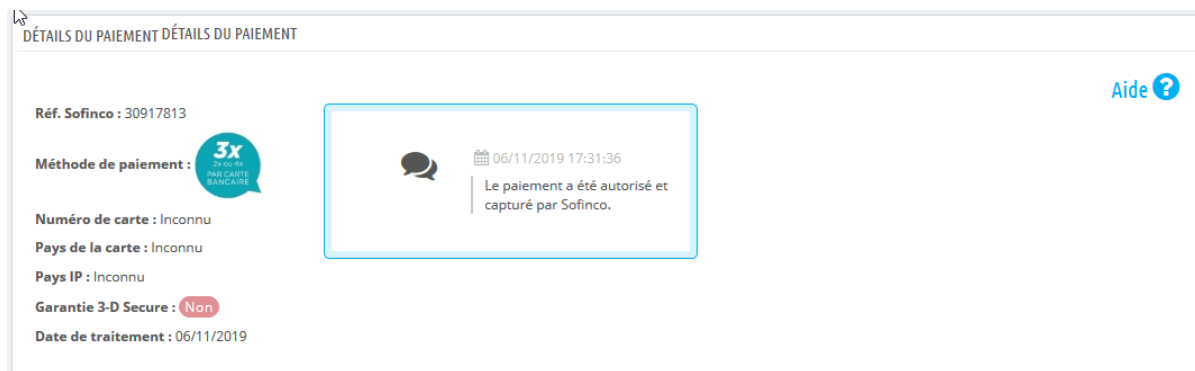 DÉTAILS DU PAIEMENT DÉTAILS DU PAIEMENT
Aide ?
Réf. Sofinco : 30917813
Méthode de paiement :
3x
2x ou 4x
PAR CARTE
BANCAIRE
Numéro de carte : Inconnu
Pays de la carte : Inconnu
Pays IP : Inconnu
Garantie 3-D Secure : Non
Date de traitement : 06/11/2019
06/11/2019 17:31:36
Le paiement a été autorisé et
capturé par Sofinco.